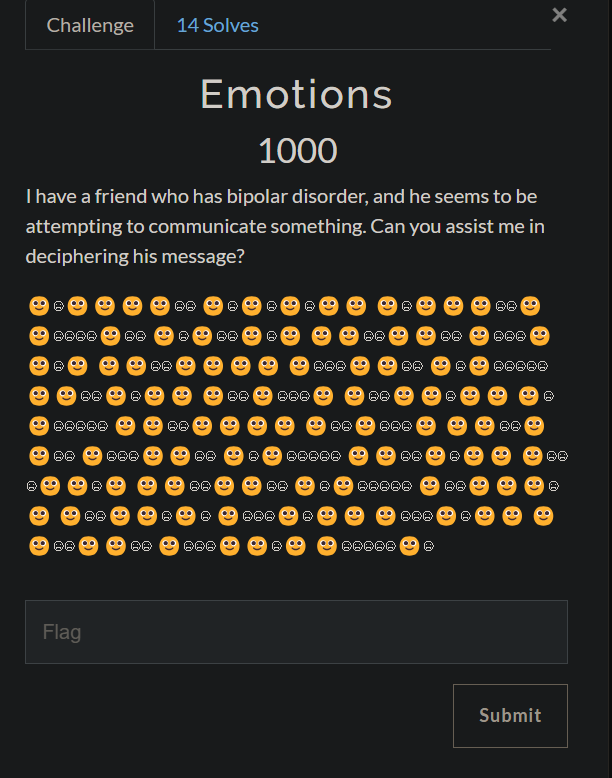 Challenge
14 Solves
×
Emotions
1000
I have a friend who has bipolar disorder, and he seems to be
attempting to communicate something. Can you assist me in
deciphering his message?
Flag
Submit